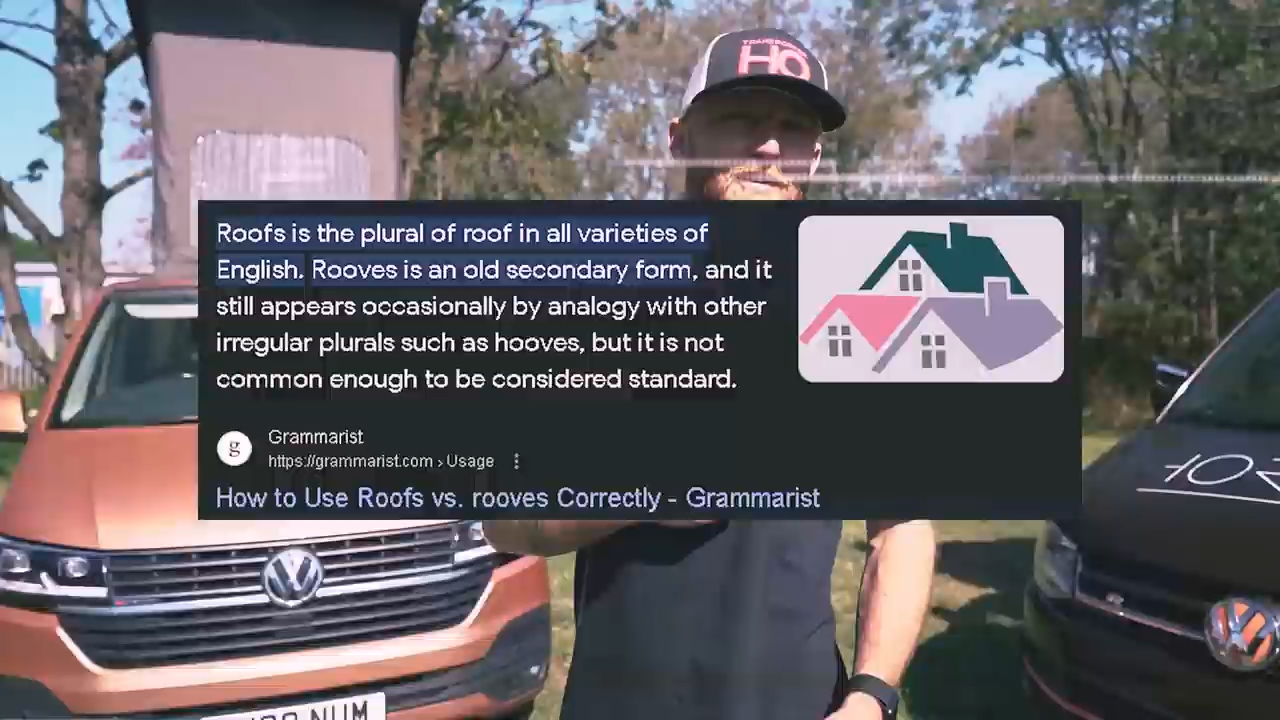 TRANSPORTER
HQ
Roofs is the plural of roof in all varieties of
English. Rooves is an old secondary form, and it
still appears occasionally by analogy with other
irregular plurals such as hooves, but it is not
common enough to be considered standard.
g
Grammarist
https://grammarist.com › Usage
How to Use Roofs vs. rooves Correctly - Grammarist
NUM